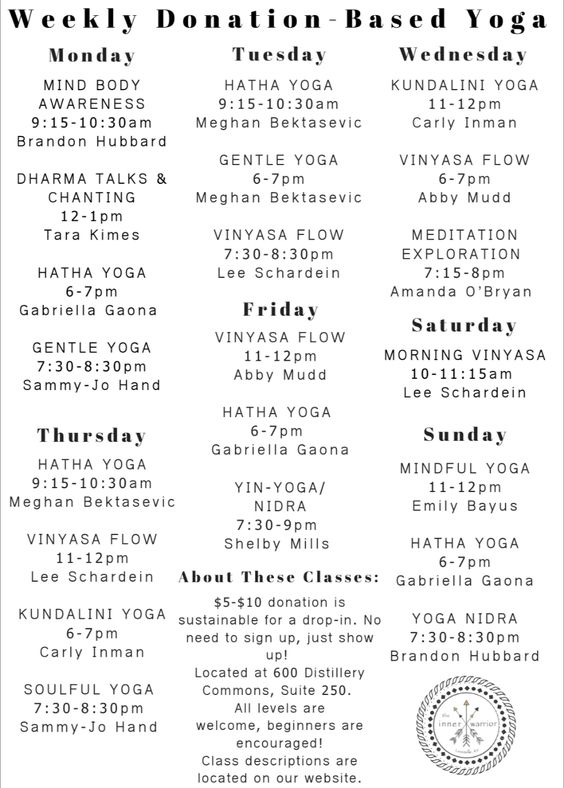 Weekly Donation-Based Yoga
Monday
MIND BODY
AWARENESS
9:15-10:30am
Brandon Hubbard
DHARMA TALKS &
CHANTING
12-1pm
Tara Kimes
HATHA YOGA
6-7pm
Gabriella Gaona
GENTLE YOGA
7:30-8:30pm
Sammy-Jo Hand
Tuesday
HATHA YOGA
9:15-10:30am
Meghan Bektasevic
GENTLE YOGA
6-7pm
Meghan Bektasevic
VINYASA FLOW
7:30-8:30pm
Lee Schardein
Wednesday
KUNDALINI YOGA
11-12pm
Carly Inman
VINYASA FLOW
6-7pm
Abby Mudd
MEDITATION
EXPLORATION
7:15-8pm
Amanda O'Bryan
Thursday
HATHA YOGA
9:15-10:30am
Meghan Bektasevic
VINYASA FLOW
11-12pm
Lee Schardein
KUNDALINI YOGA
6-7pm
Carly Inman
SOULFUL YOGA
7:30-8:30pm
Sammy-Jo Hand
Friday
VINYASA FLOW
11-12pm
Abby Mudd
HATHA YOGA
6-7pm
Gabriella Gaona
YIN-YOGA/
NIDRA
7:30-9pm
Shelby Mills
Saturday
MORNING VINYASA
10-11:15am
Lee Schardein
Sunday
MINDFUL YOGA
11-12pm
Emily Bayus
HATHA YOGA
6-7pm
Gabriella Gaona
YOGA NIDRA
7:30-8:30pm
Brandon Hubbard
About These Classes:
$5-$10 donation is
sustainable for a drop-in. No
need to sign up, just show
up!
Located at 600 Distillery
Commons, Suite 250.
All levels are
welcome, beginners are
encouraged!
Class descriptions are
located on our website.
the
inner warrior